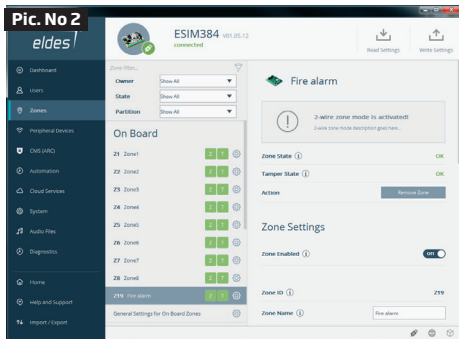 Pic. No 2
eldes
ESIM384 V01.05.12
connected
Read Settings
Write Settings
Dashboard
Users
Zones
Peripheral Devices
CMS (ARC)
Automation
Cloud Services
System
Audio Files
Diagnostics
Home
Help and Support
Import / Export
Zone filter...
Owner Show All
State Show All
Partition Show All
On Board
Z1 Zone1 Z T
Z2 Zone2 Z T
Z3 Zone3 Z T
Z4 Zone4 Z T
Z5 Zone5 Z T
Z6 Zone6 Z T
Z7 Zone7 Z T
Z8 Zone8 Z T
Z19 Fire alarm Z T
General Settings for On Board Zones
Fire alarm
2-wire zone mode is activated!
2-wire zone mode description goes here...
Zone State OK
Tamper State OK
Action Remove Zone
Zone Settings
Zone Enabled Off
Zone ID Z19
Zone Name Fire alarm